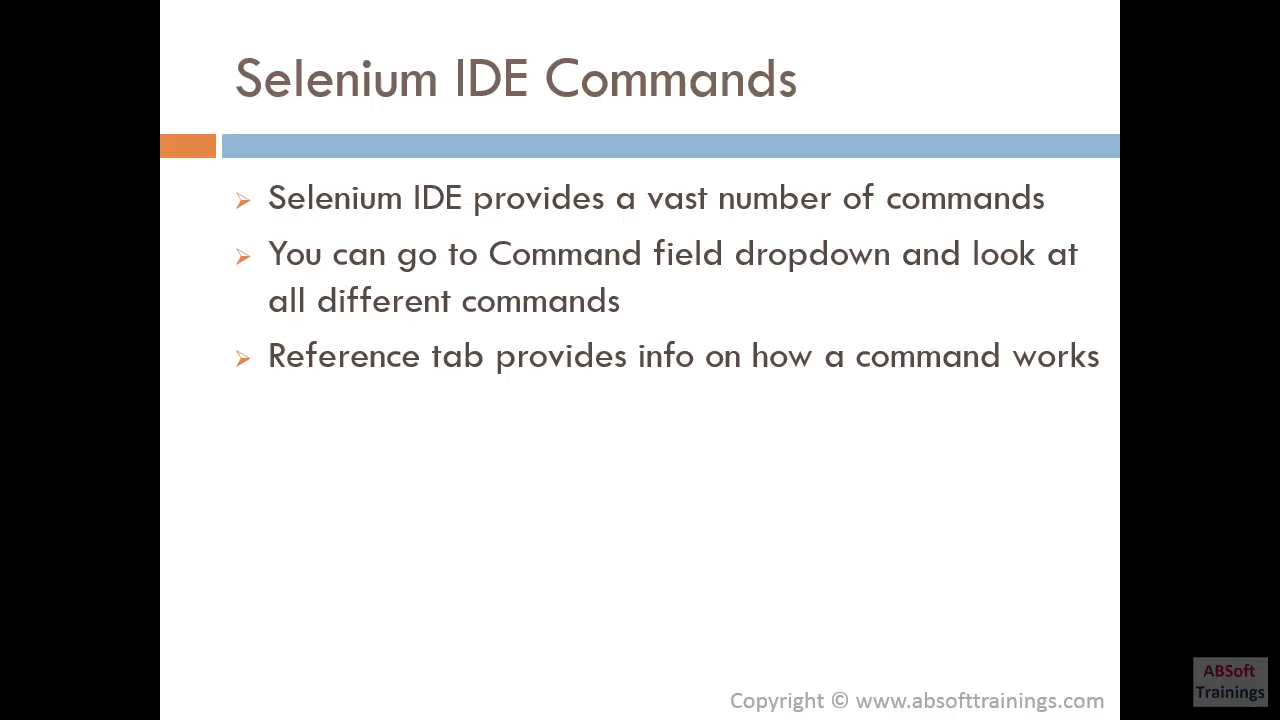 Selenium IDE Commands
Selenium IDE provides a vast number of commands
You can go to Command field dropdown and look at
all different commands
Reference tab provides info on how a command works
Copyright © www.absofttrainings.com
ABSoft
Trainings